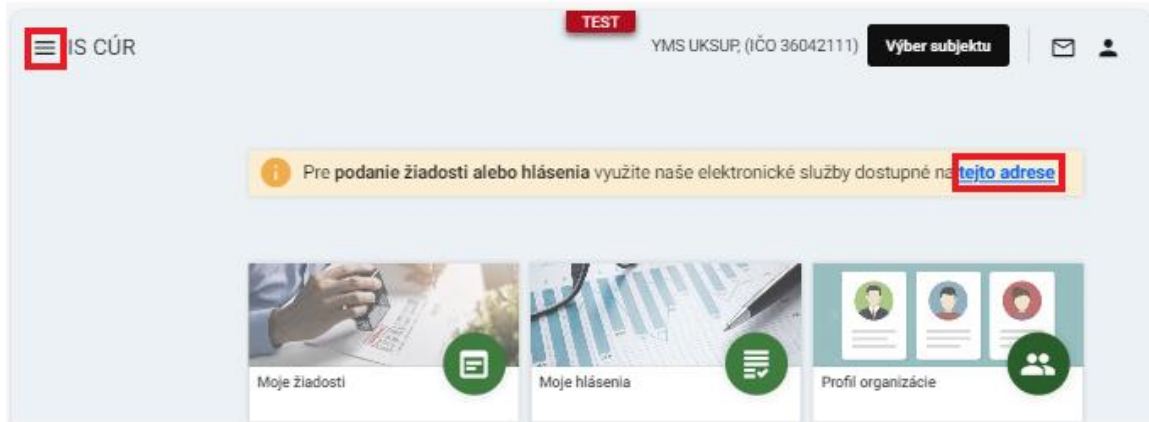 TEST
IS CÚR
YMS UKSUP, (IČO 36042111) Výber subjektu
Pre podanie žiadosti alebo hlásenia využite naše elektronické služby dostupné na tejto adrese
Moje žiadosti
Moje hlásenia
Profil organizácie